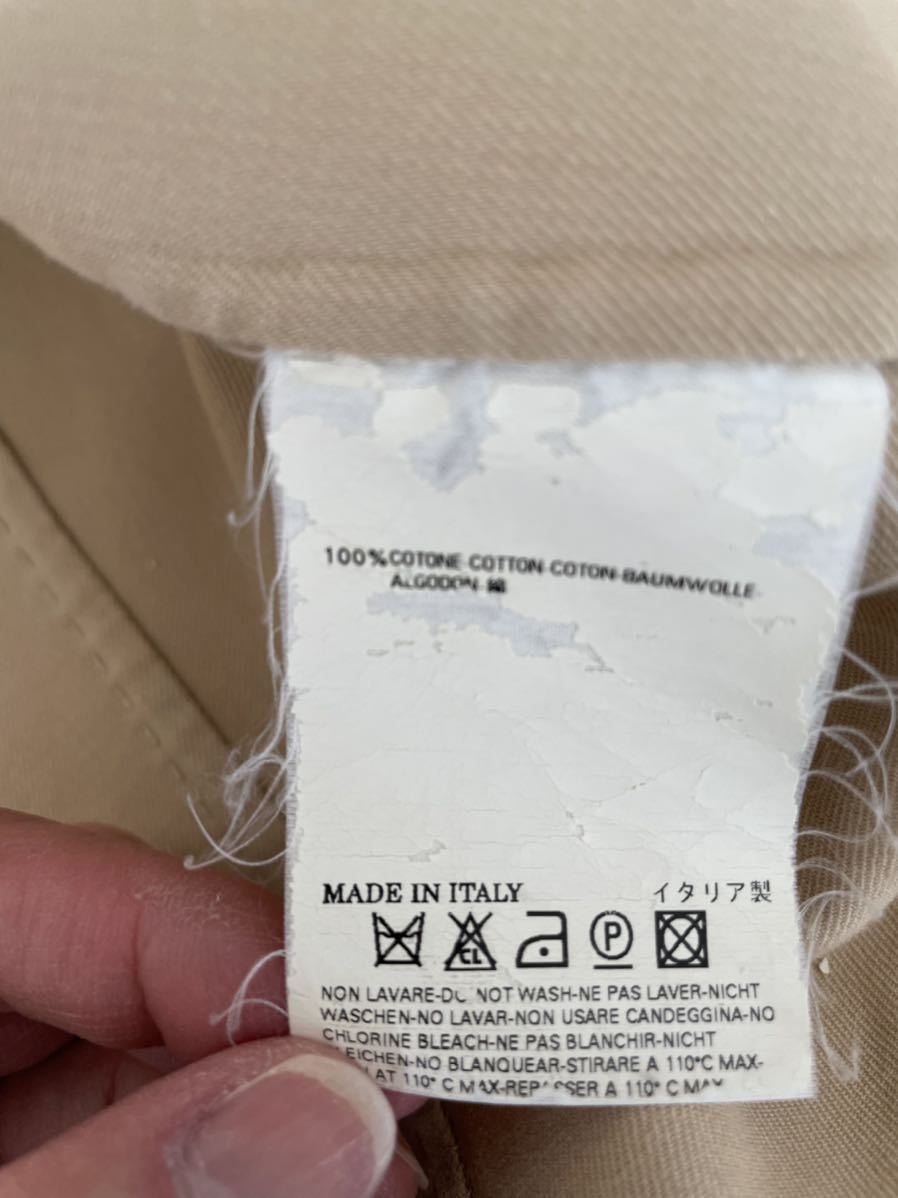 100% COTONE-COTTON-COTON-BAUMWOLLE-
ALGODON-綿
MADE IN ITALY イタリア製
CL P
NON LAVARE-DO NOT WASH-NE PAS LAVER-NICHT
WASCHEN-NO LAVAR-NON USARE CANDEGGINA-NO
CHLORINE BLEACH-NE PAS BLANCHIR-NICHT
BLEICHEN-NO BLANQUEAR-STIRARE A 110°C MAX-
AT 110° C MAX-REPASSER A 110° C MAX